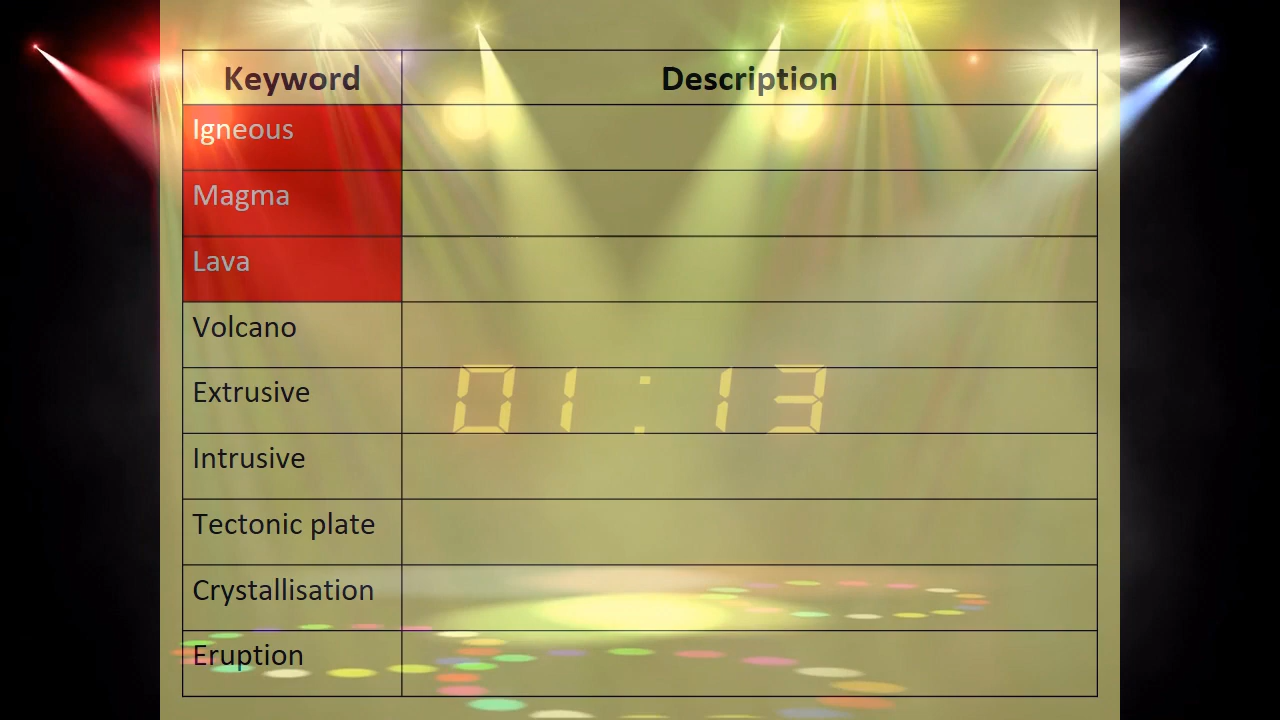 Keyword Description
Igneous
Magma
Lava
Volcano
Extrusive
01:13
Intrusive
Tectonic plate
Crystallisation
Eruption